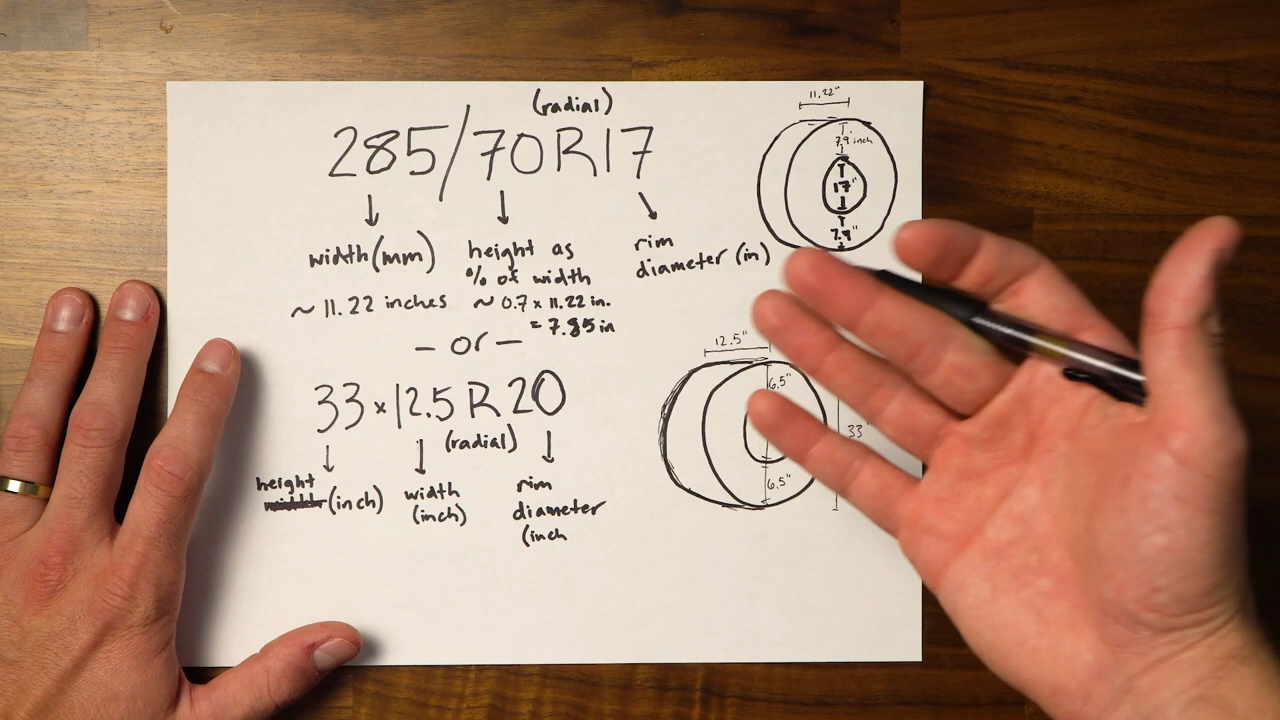 (radial)
285/70R17
width (mm)
~ 11.22 inches
height as
% of width
~ 0.7 x 11.22 in.
= 7.85 in
rim
diameter (in)
11.22"
7.9 inch
17"
7.9"
- or -
33 x 12.5 R 20
(radial)
height
(inch)
width
(inch)
rim
diameter
(inch
12.5"
6.5"
33"
6.5"